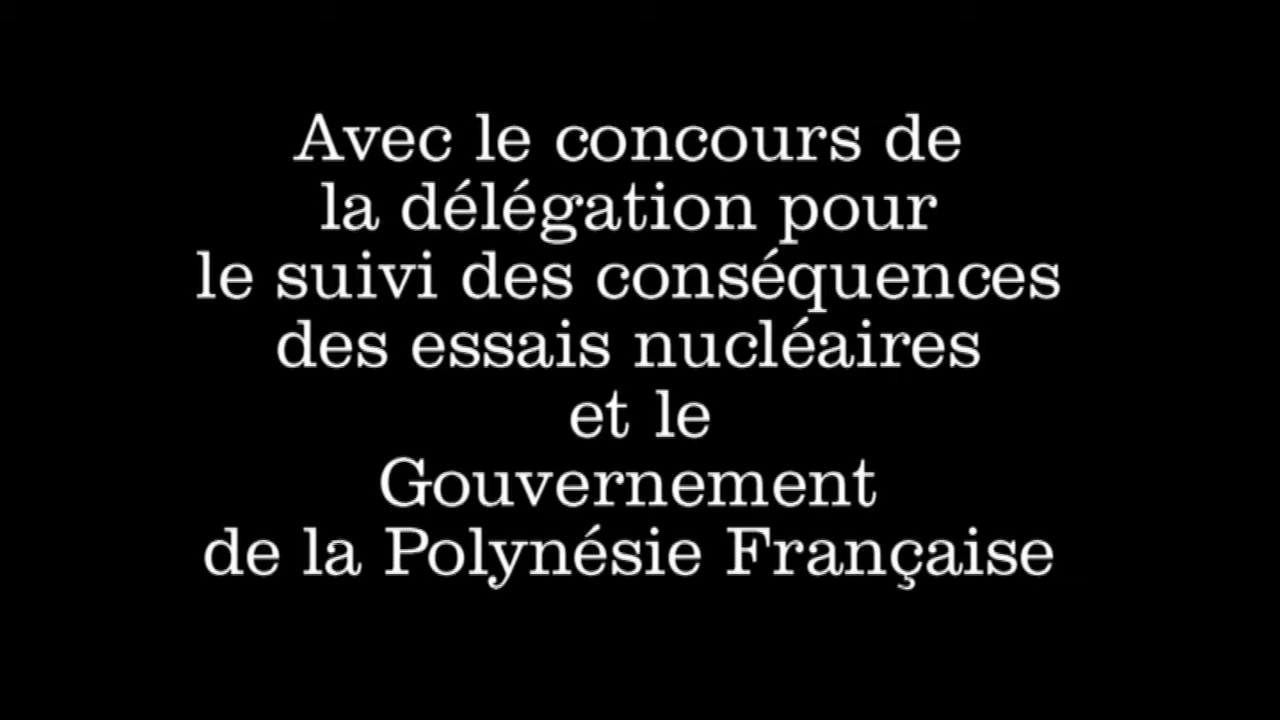 Avec le concours de
la délégation pour
le suivi des conséquences
des essais nucléaires
et le
Gouvernement
de la Polynésie Française